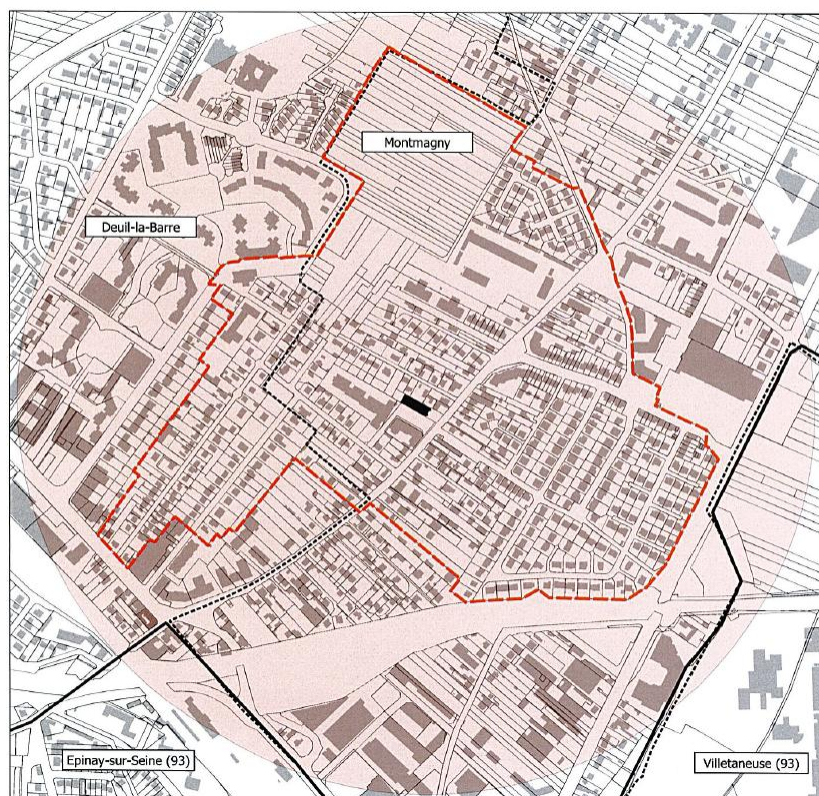 Montmagny
Deuil-la-Barre
Epinay-sur-Seine (93)
Villetaneuse (93)